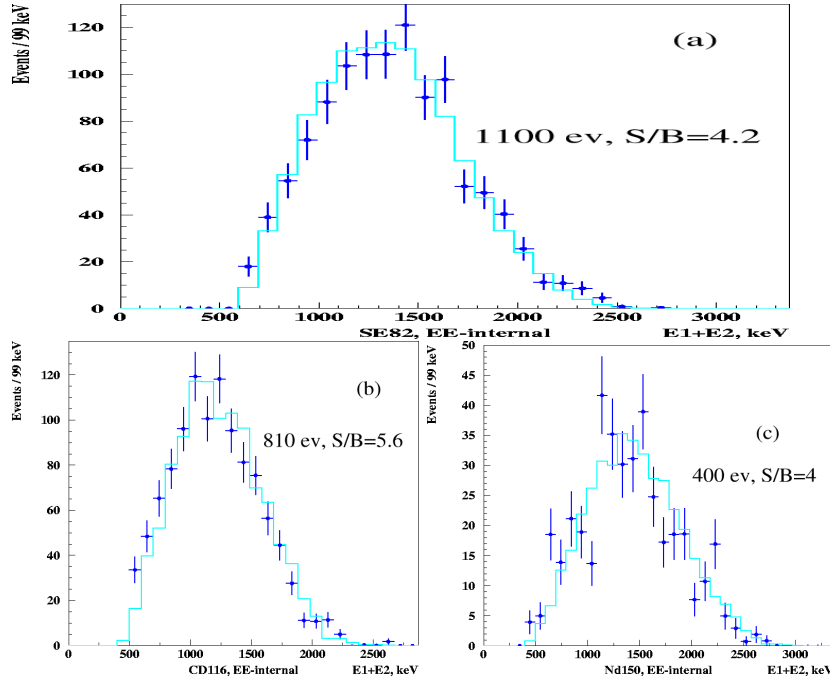 Events / 99 keV
120
100
80
60
40
20
0
(a)
1100 ev, S/B=4.2
0 500 1000 1500 2000 2500 3000
SE82, EE-internal E1+E2, keV
Events / 99 keV
120
100
80
60
40
20
0
(b)
810 ev, S/B=5.6
0 500 1000 1500 2000 2500
CD116, EE-internal E1+E2, keV
Events / 99 keV
50
45
40
35
30
25
20
15
10
5
0
(c)
400 ev, S/B=4
500 1000 1500 2000 2500 3000
Nd150, EE-internal E1+E2, keV